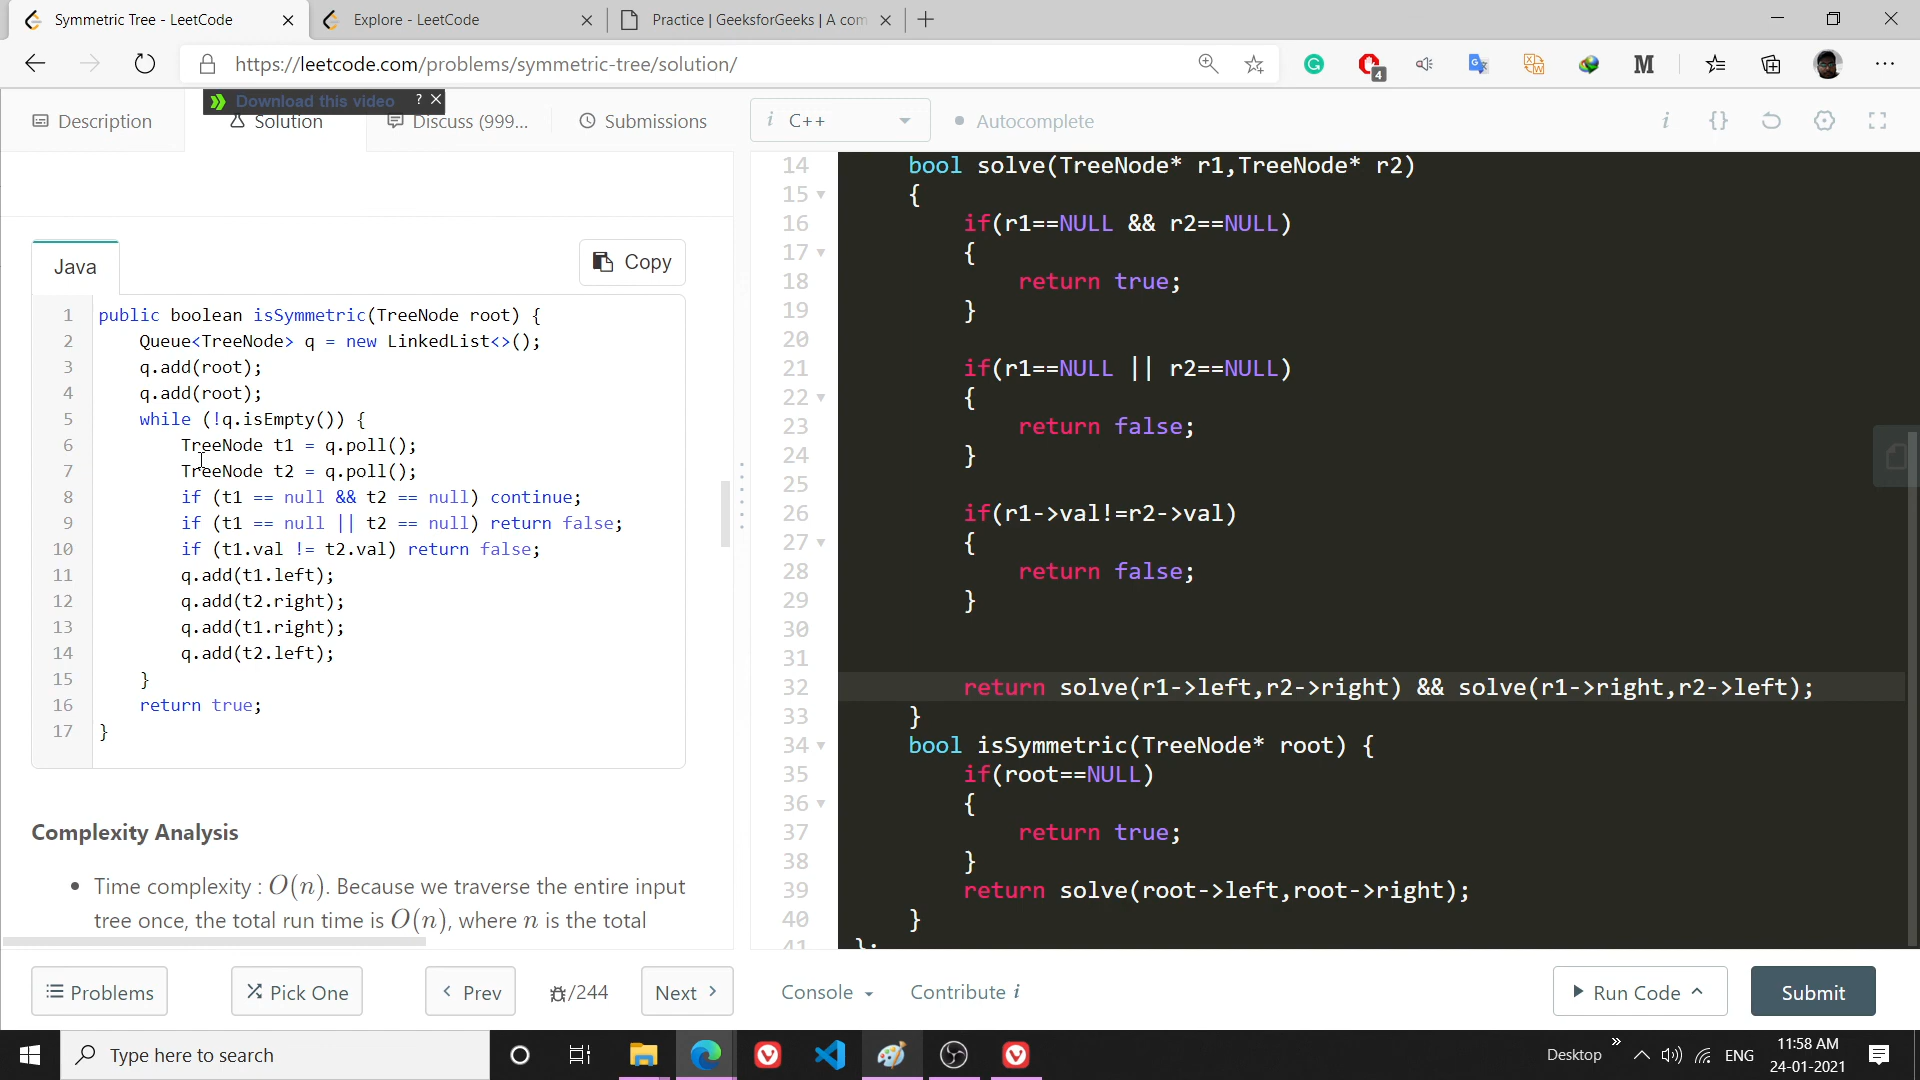 Symmetric Tree - LeetCode
Explore - LeetCode
Practice | GeeksforGeeks | A com
https://leetcode.com/problems/symmetric-tree/solution/
4
Download this video ? ×
Description
Solution
Discuss (999...
Submissions
i C++
Autocomplete
i {}
Java
Copy
1 public boolean isSymmetric(TreeNode root) {
2 Queue<TreeNode> q = new LinkedList<>();
3 q.add(root);
4 q.add(root);
5 while (!q.isEmpty()) {
6 TreeNode t1 = q.poll();
7 TreeNode t2 = q.poll();
8 if (t1 == null && t2 == null) continue;
9 if (t1 == null || t2 == null) return false;
10 if (t1.val != t2.val) return false;
11 q.add(t1.left);
12 q.add(t2.right);
13 q.add(t1.right);
14 q.add(t2.left);
15 }
16 return true;
17 }
Complexity Analysis
• Time complexity : O(n). Because we traverse the entire input
tree once, the total run time is O(n), where n is the total
14 bool solve(TreeNode* r1,TreeNode* r2)
15 {
16 if(r1==NULL && r2==NULL)
17 {
18 return true;
19 }
20
21 if(r1==NULL || r2==NULL)
22 {
23 return false;
24 }
25
26 if(r1->val!=r2->val)
27 {
28 return false;
29 }
30
31
32 return solve(r1->left,r2->right) && solve(r1->right,r2->left);
33 }
34 bool isSymmetric(TreeNode* root) {
35 if(root==NULL)
36 {
37 return true;
38 }
39 return solve(root->left,root->right);
40 }
41 };
Problems
Pick One
< Prev
/244
Next >
Console
Contribute i
Run Code
Submit
Type here to search
Desktop
ENG
11:58 AM
24-01-2021